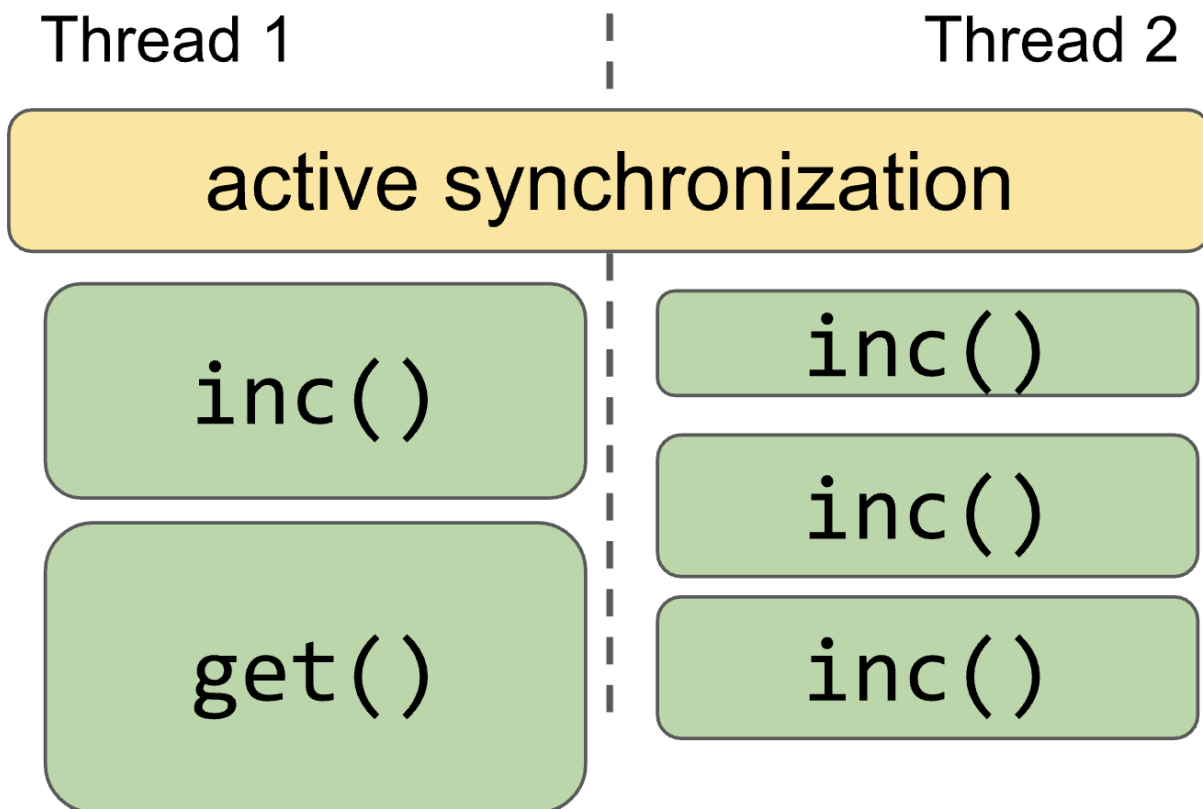 Thread 1
Thread 2
active synchronization
inc()
get()
inc()
inc()
inc()